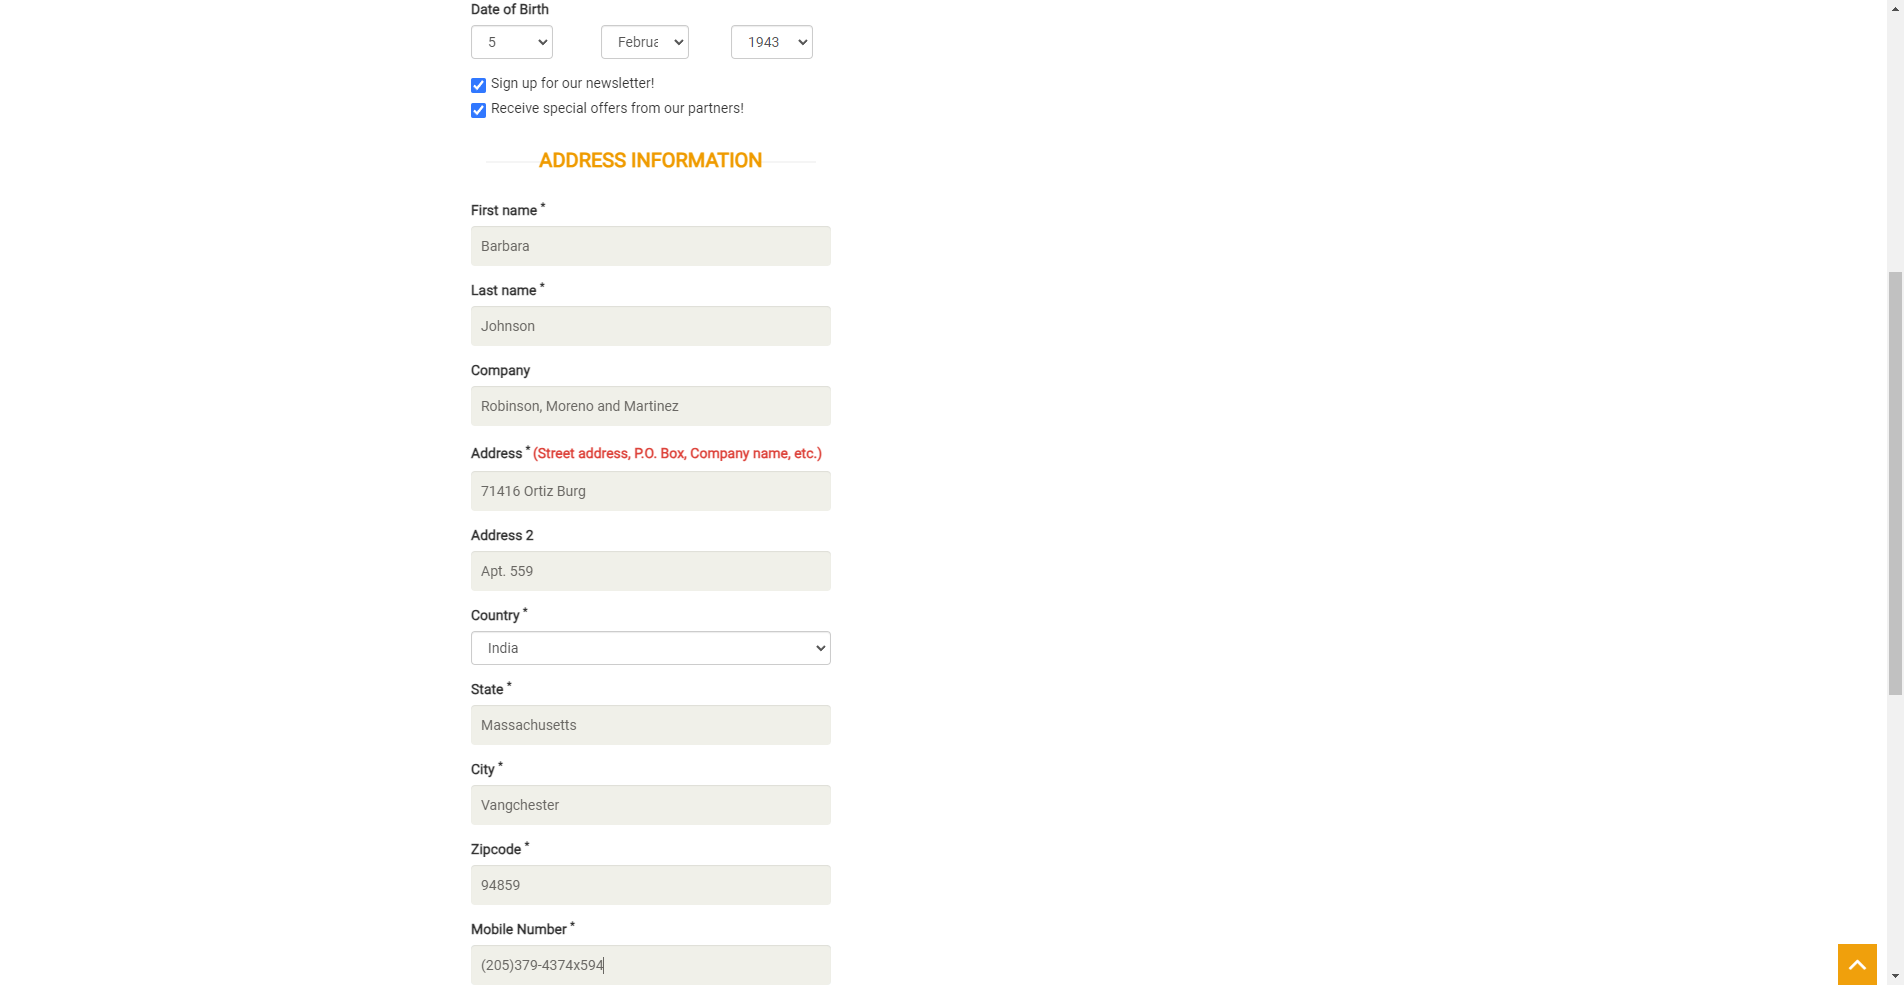 Date of Birth
5 Februa 1943
Sign up for our newsletter!
Receive special offers from our partners!
ADDRESS INFORMATION
First name *
Barbara
Last name *
Johnson
Company
Robinson, Moreno and Martinez
Address * (Street address, P.O. Box, Company name, etc.)
71416 Ortiz Burg
Address 2
Apt. 559
Country *
India
State *
Massachusetts
City *
Vangchester
Zipcode *
94859
Mobile Number *
(205)379-4374x594